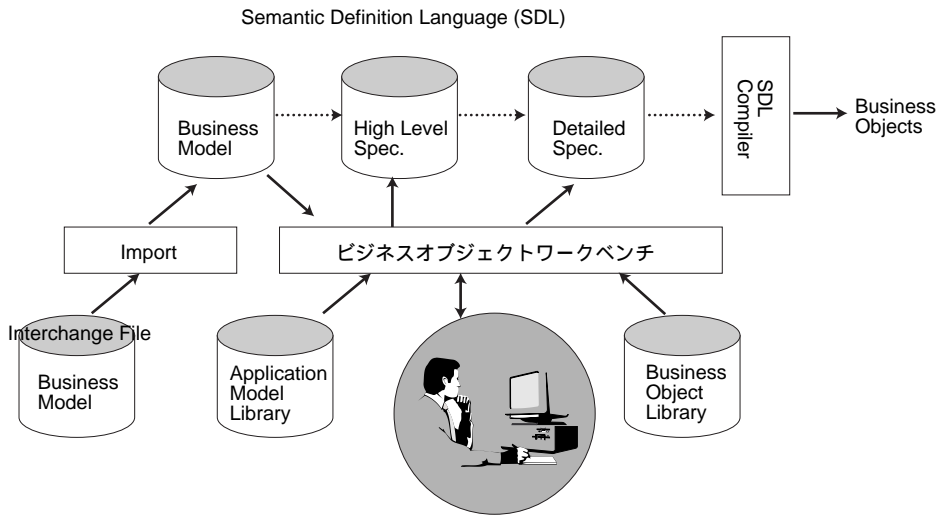 Semantic Definition Language (SDL)
Business
Model
High Level
Spec.
Detailed
Spec.
SDL
Compiler
Business
Objects
Import
ビジネスオブジェクトワークベンチ
Interchange File
Business
Model
Application
Model
Library
Business
Object
Library